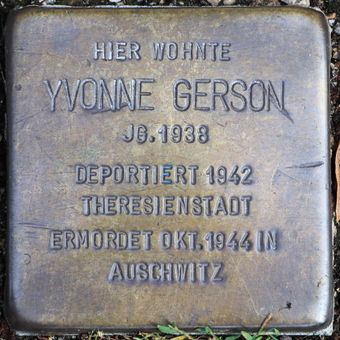 HIER WOHNTE
YVONNE GERSON
JG. 1938
DEPORTIERT 1942
THERESIENSTADT
ERMORDET OKT. 1944 IN
AUSCHWITZ